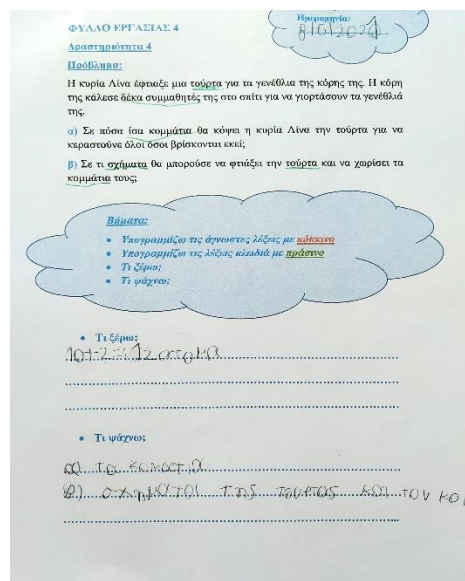 Ημερομηνία:
8/6/2021
ΦΥΛΛΟ ΕΡΓΑΣΙΑΣ 4
Δραστηριότητα 4
Πρόβλημα:
Η κυρία Λίνα έφτιαξε μια τούρτα για τα γενέθλια της κόρης της. Η κόρη
της κάλεσε δέκα συμμαθητές της στο σπίτι για να γιορτάσουν τα γενέθλιά
της.
α) Σε πόσα ίσα κομμάτια θα κόψει η κυρία Λίνα την τούρτα για να
κεραστούνε όλοι όσοι βρίσκονται εκεί;
β) Σε τι σχήματα θα μπορούσε να φτιάξει την τούρτα και να χωρίσει τα
κομμάτια τους;
Βήματα:
• Υπογραμμίζω τις άγνωστες λέξεις με κόκκινο
• Υπογραμμίζω τις λέξεις κλειδιά με πράσινο
• Τι ξέρω;
• Τι ψάχνω;
• Τι ξέρω;
10+2=12 ατομα
• Τι ψάχνω;
α) τα
β) της τουρτας και τον